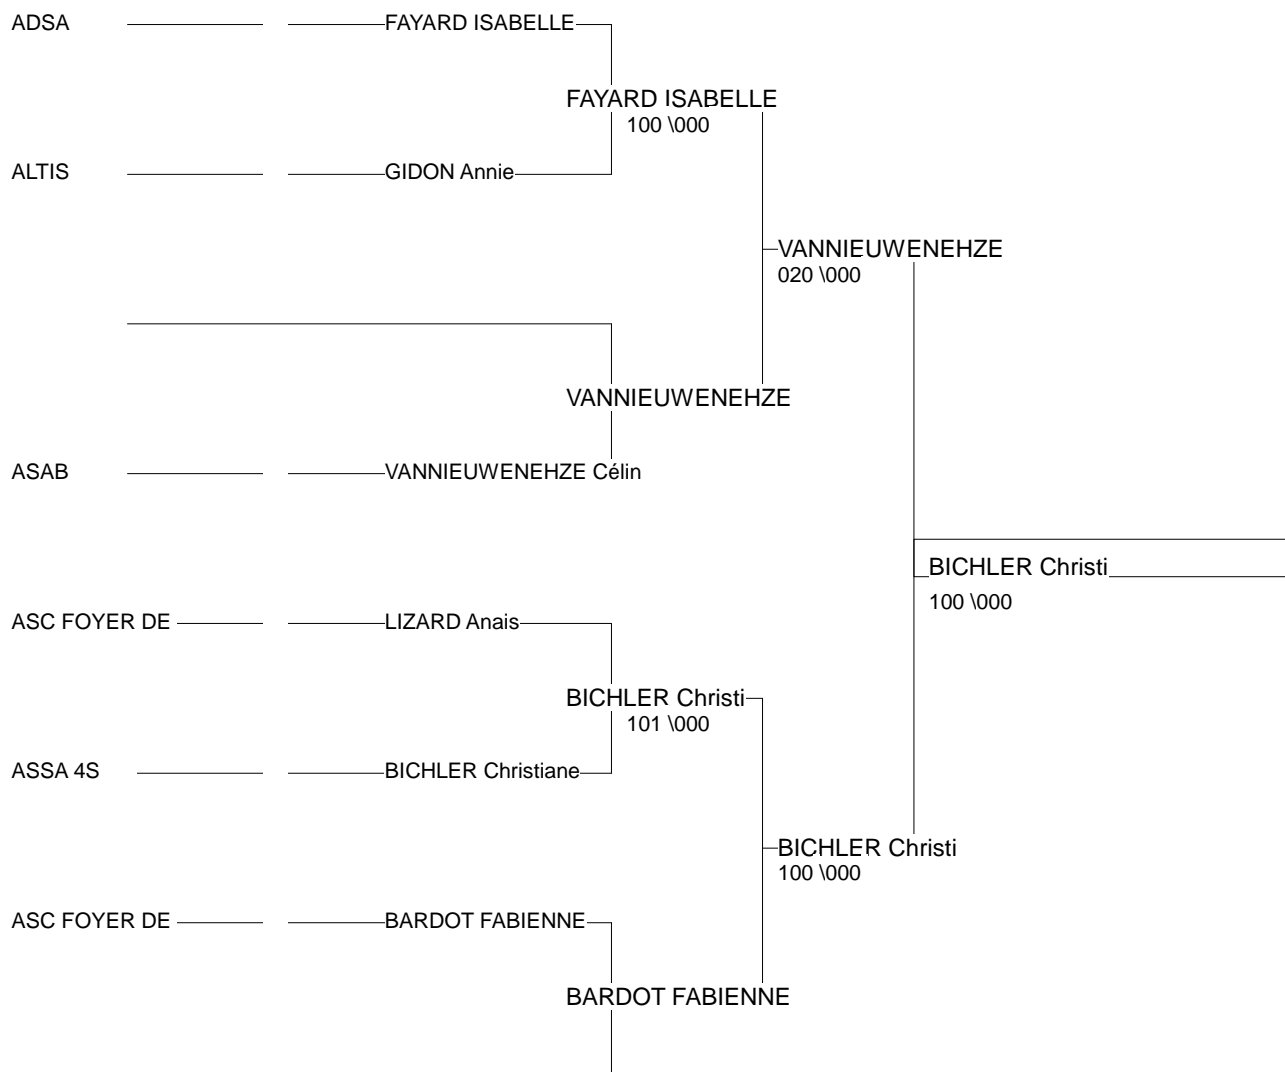 ADSA FAYARD ISABELLE
FAYARD ISABELLE
100 \000
ALTIS GIDON Annie
VANNIEUWENEHZE
020 \000
VANNIEUWENEHZE
ASAB VANNIEUWENEHZE Célin
BICHLER Christi
100 \000
ASC FOYER DE LIZARD Anais
BICHLER Christi
101 \000
ASSA 4S BICHLER Christiane
BICHLER Christi
100 \000
ASC FOYER DE BARDOT FABIENNE
BARDOT FABIENNE